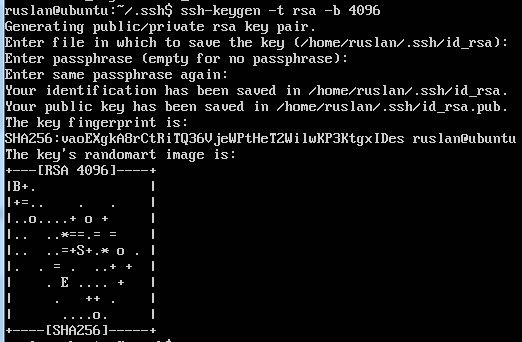 ruslan@ubuntu:~/.ssh$ ssh-keygen -t rsa -b 4096
Generating public/private rsa key pair.
Enter file in which to save the key (/home/ruslan/.ssh/id_rsa):
Enter passphrase (empty for no passphrase):
Enter same passphrase again:
Your identification has been saved in /home/ruslan/.ssh/id_rsa.
Your public key has been saved in /home/ruslan/.ssh/id_rsa.pub.
The key fingerprint is:
SHA256:vaoEXgkA8rCtRiTQ36VjeWPtHeT2WilwKP3KtgxIDes ruslan@ubuntu
The key's randomart image is:
+---[RSA 4096]----+
|B+.              |
|+=..    .   .    |
|..o....+ o +     |
|..  ..*==.= =    |
|..  ..=+S+.* o . |
|.  . = .  ..+ +  |
|    . E .... +   |
|     .   ++ .    |
|      ....o.     |
+----[SHA256]-----+